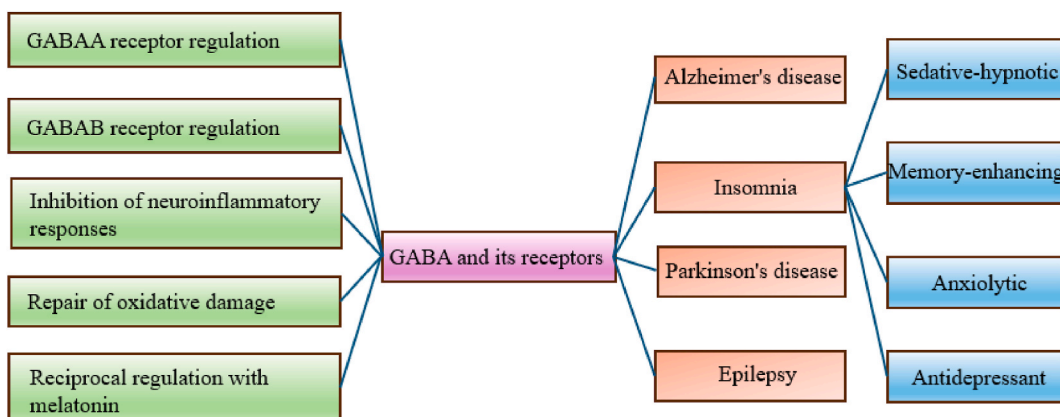 GABAA receptor regulation
GABAB receptor regulation
Inhibition of neuroinflammatory
responses
Repair of oxidative damage
Reciprocal regulation with
melatonin
GABA and its receptors
Alzheimer's disease
Insomnia
Parkinson's disease
Epilepsy
Sedative-hypnotic
Memory-enhancing
Anxiolytic
Antidepressant